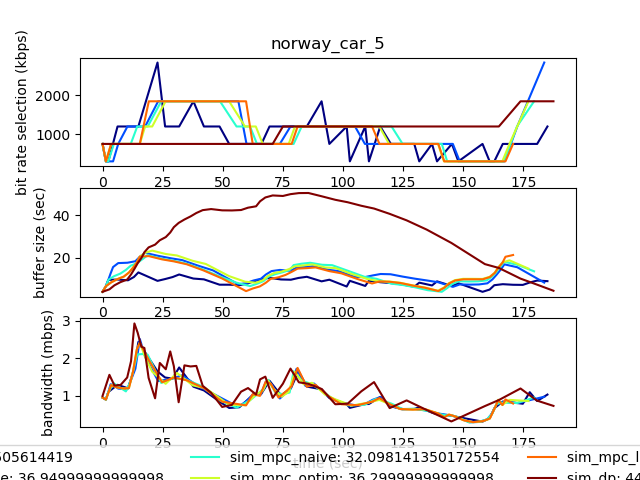 norway_car_5
bit rate selection (kbps)
2000
1000
0 25 50 75 100 125 150 175
buffer size (sec)
40
20
0 25 50 75 100 125 150 175
bandwidth (mbps)
3
2
1
0 25 50 75 100 125 150 175
time (sec)
505614419 sim_mpc_naive: 32.098141350172554 sim_mpc_l
e: 36.94999999999998 sim_mpc_optim: 36.29999999999998 sim_dp: 44